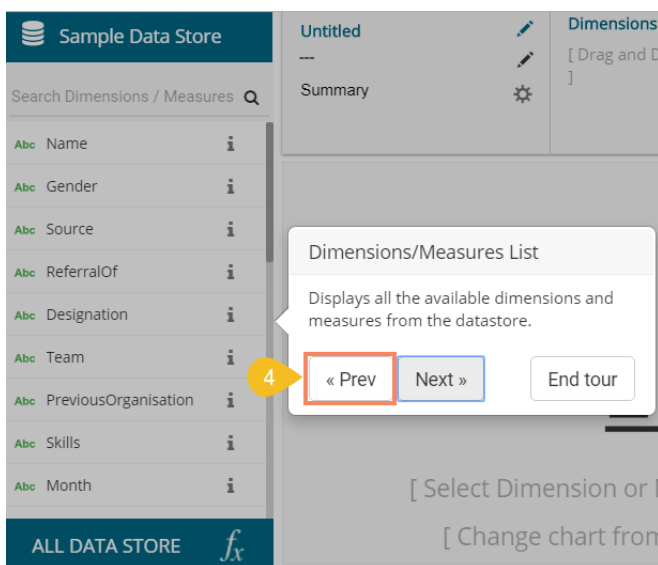 Sample Data Store
Search Dimensions / Measures
Abc Name i
Abc Gender i
Abc Source i
Abc ReferralOf i
Abc Designation i
Abc Team i
Abc PreviousOrganisation i
Abc Skills i
Abc Month i
ALL DATA STORE fx
Untitled
---
Summary
Dimensions
[ Drag and D
]
Dimensions/Measures List
Displays all the available dimensions and
measures from the datastore.
4
« Prev Next » End tour
[ Select Dimension or
[ Change chart from